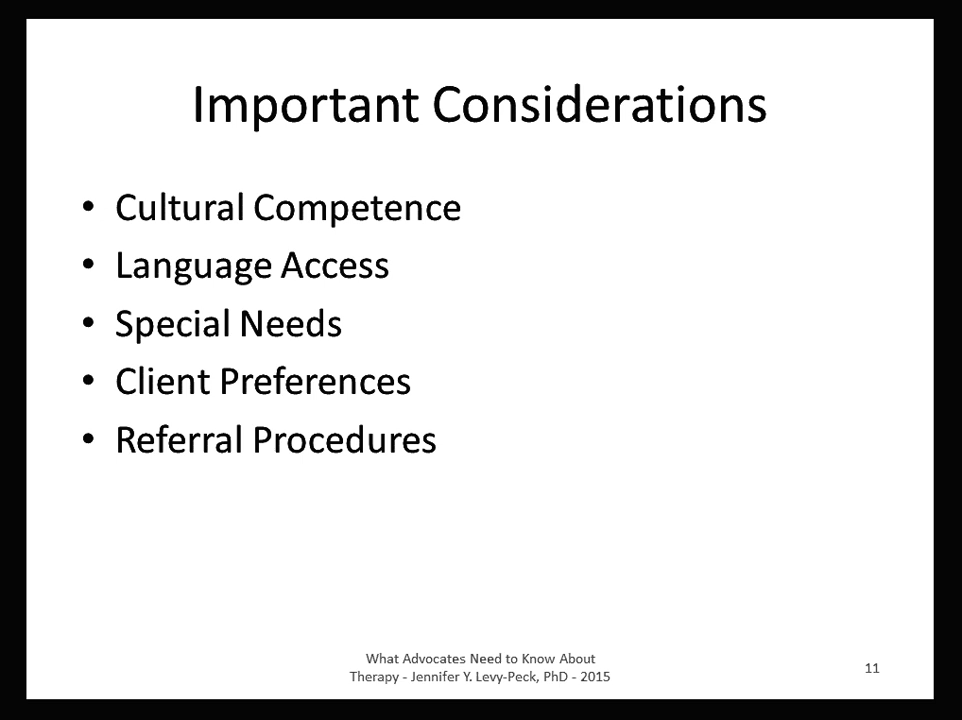 Important Considerations
• Cultural Competence
• Language Access
• Special Needs
• Client Preferences
• Referral Procedures
What Advocates Need to Know About
Therapy - Jennifer Y. Levy-Peck, PhD - 2015
11